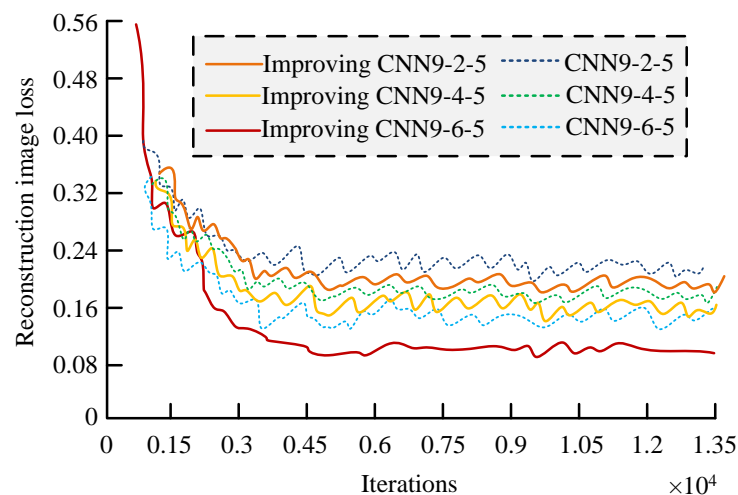 0.56
0.48
0.40
0.32
0.24
0.16
0.08
0
Reconstruction image loss
Improving CNN9-2-5
CNN9-2-5
Improving CNN9-4-5
CNN9-4-5
Improving CNN9-6-5
CNN9-6-5
0 0.15 0.3 0.45 0.6 0.75 0.9 1.05 1.2 1.35
Iterations
×10⁴